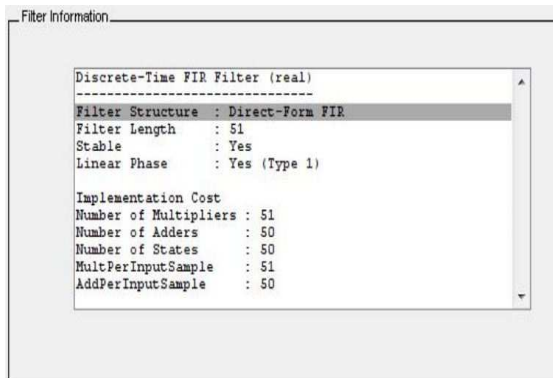 Filter Information
Discrete-Time FIR Filter (real)
-------------------------------
Filter Structure : Direct-Form FIR
Filter Length : 51
Stable : Yes
Linear Phase : Yes (Type 1)
Implementation Cost
Number of Multipliers : 51
Number of Adders : 50
Number of States : 50
MultPerInputSample : 51
AddPerInputSample : 50